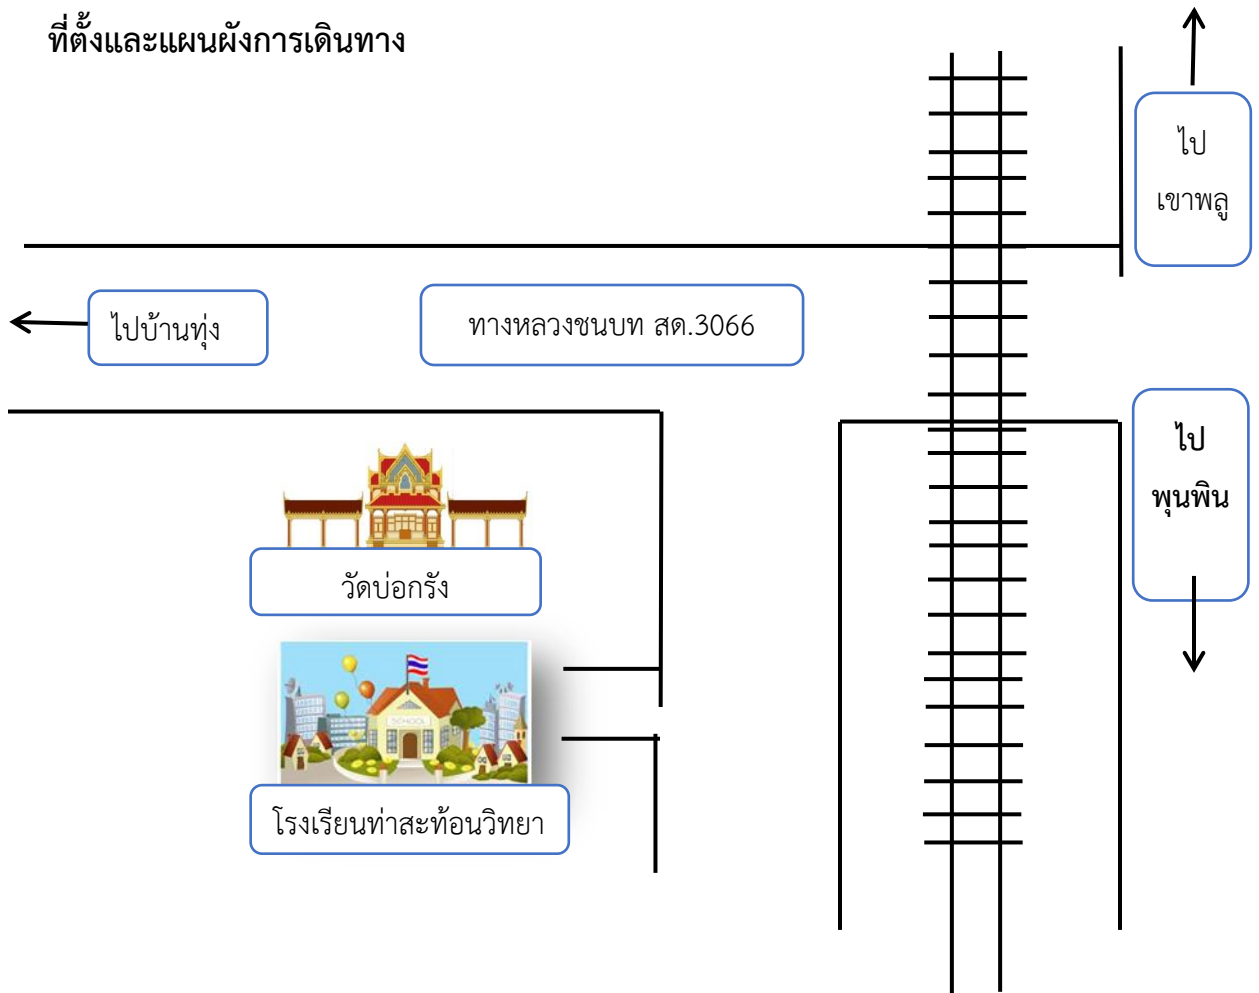 ที่ตั้งและแผนผังการเดินทาง
ไป
เขาพลู
ไปบ้านทุ่ง
ทางหลวงชนบท สด.3066
ไป
พุนพิน
วัดบ่อกรัง
SCHOOL
โรงเรียนท่าสะท้อนวิทยา